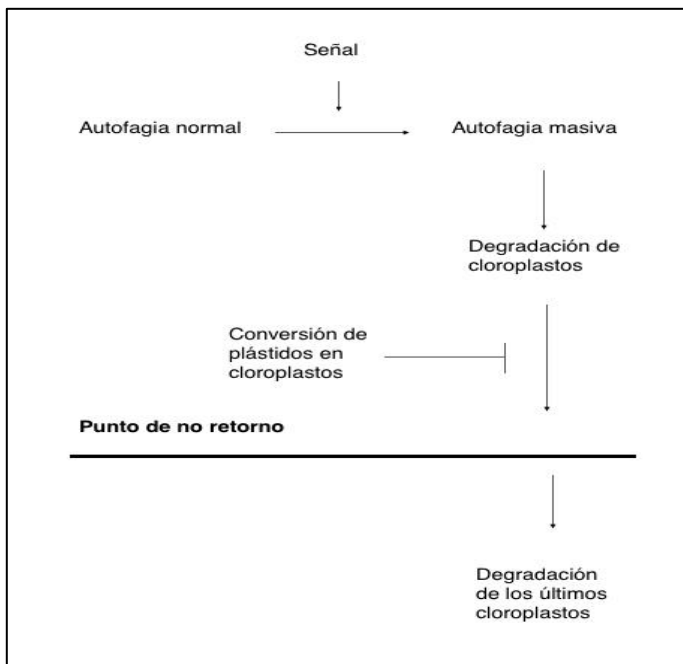 Señal
Autofagia normal
Autofagia masiva
Degradación de
cloroplastos
Conversión de
plástidos en
cloroplastos
Punto de no retorno
Degradación
de los últimos
cloroplastos